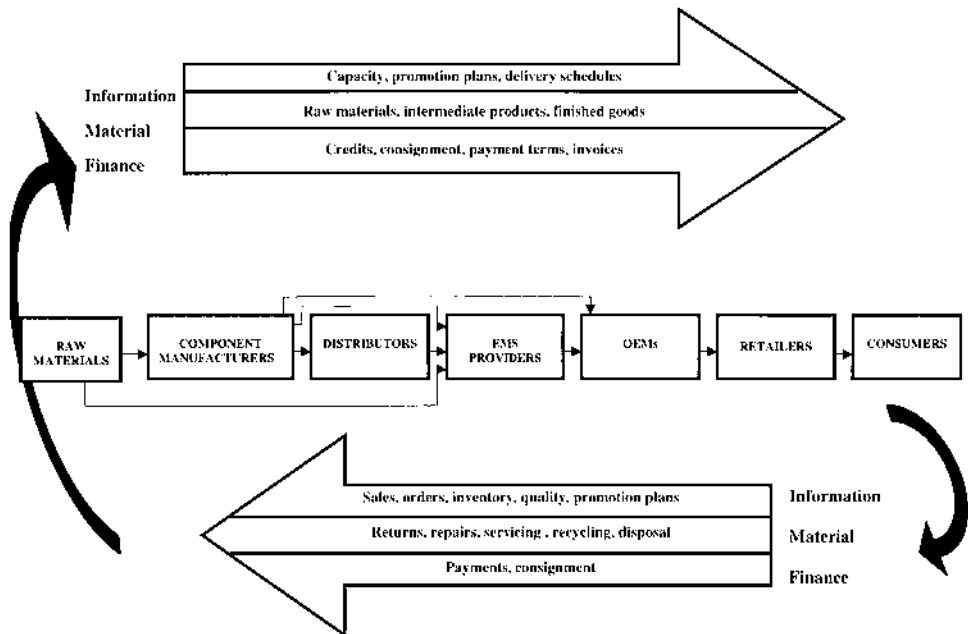 Capacity, promotion plans, delivery schedules
Information
Raw materials, intermediate products, finished goods
Material
Credits, consignment, payment terms, invoices
Finance
RAW
MATERIALS
COMPONENT
MANUFACTURERS
DISTRIBUTORS
EMS
PROVIDERS
OEMs
RETAILERS
CONSUMERS
Sales, orders, inventory, quality, promotion plans
Information
Returns, repairs, servicing , recycling, disposal
Material
Payments, consignment
Finance